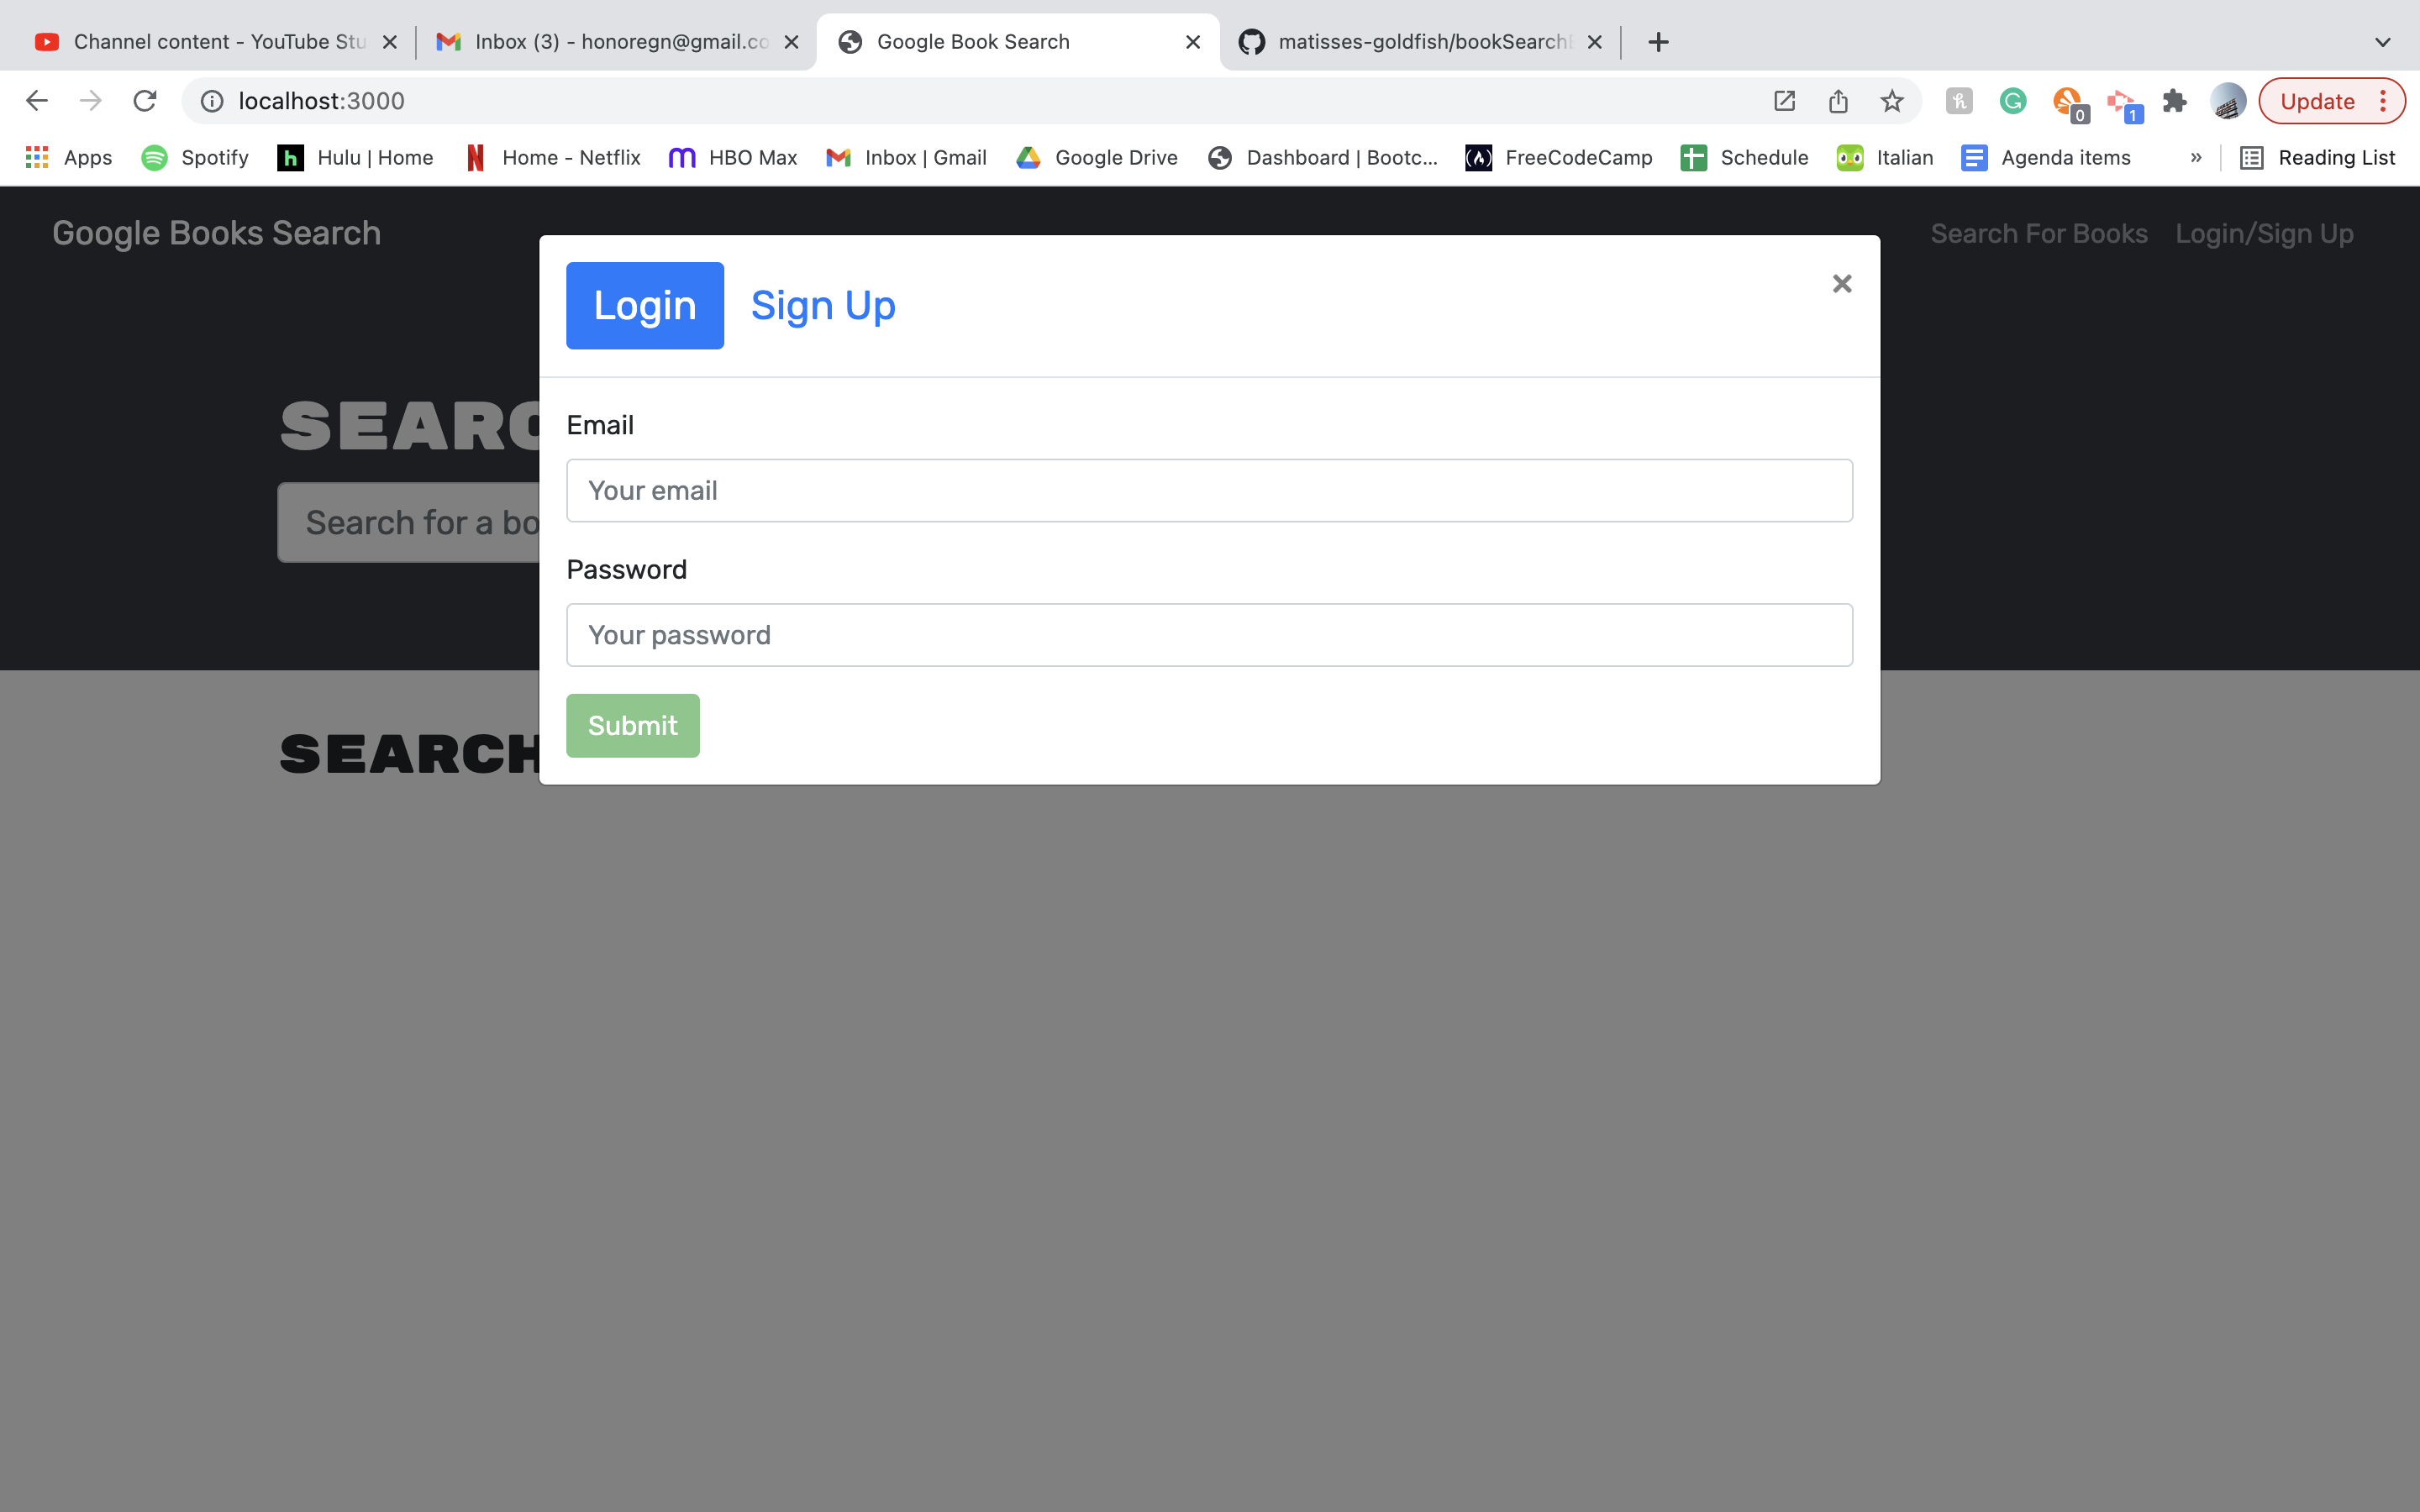 Channel content - YouTube Stu
Inbox (3) - honoregn@gmail.co
Google Book Search
matisses-goldfish/bookSearch
localhost:3000
0
1
Update
Apps
Spotify
Hulu | Home
Home - Netflix
HBO Max
Inbox | Gmail
Google Drive
Dashboard | Bootc...
FreeCodeCamp
Schedule
Italian
Agenda items
»
Reading List
Google Books Search
Search For Books
Login/Sign Up
Login
Sign Up
×
SEARC
Email
Your email
Search for a bo
Password
Your password
Submit
SEARCH